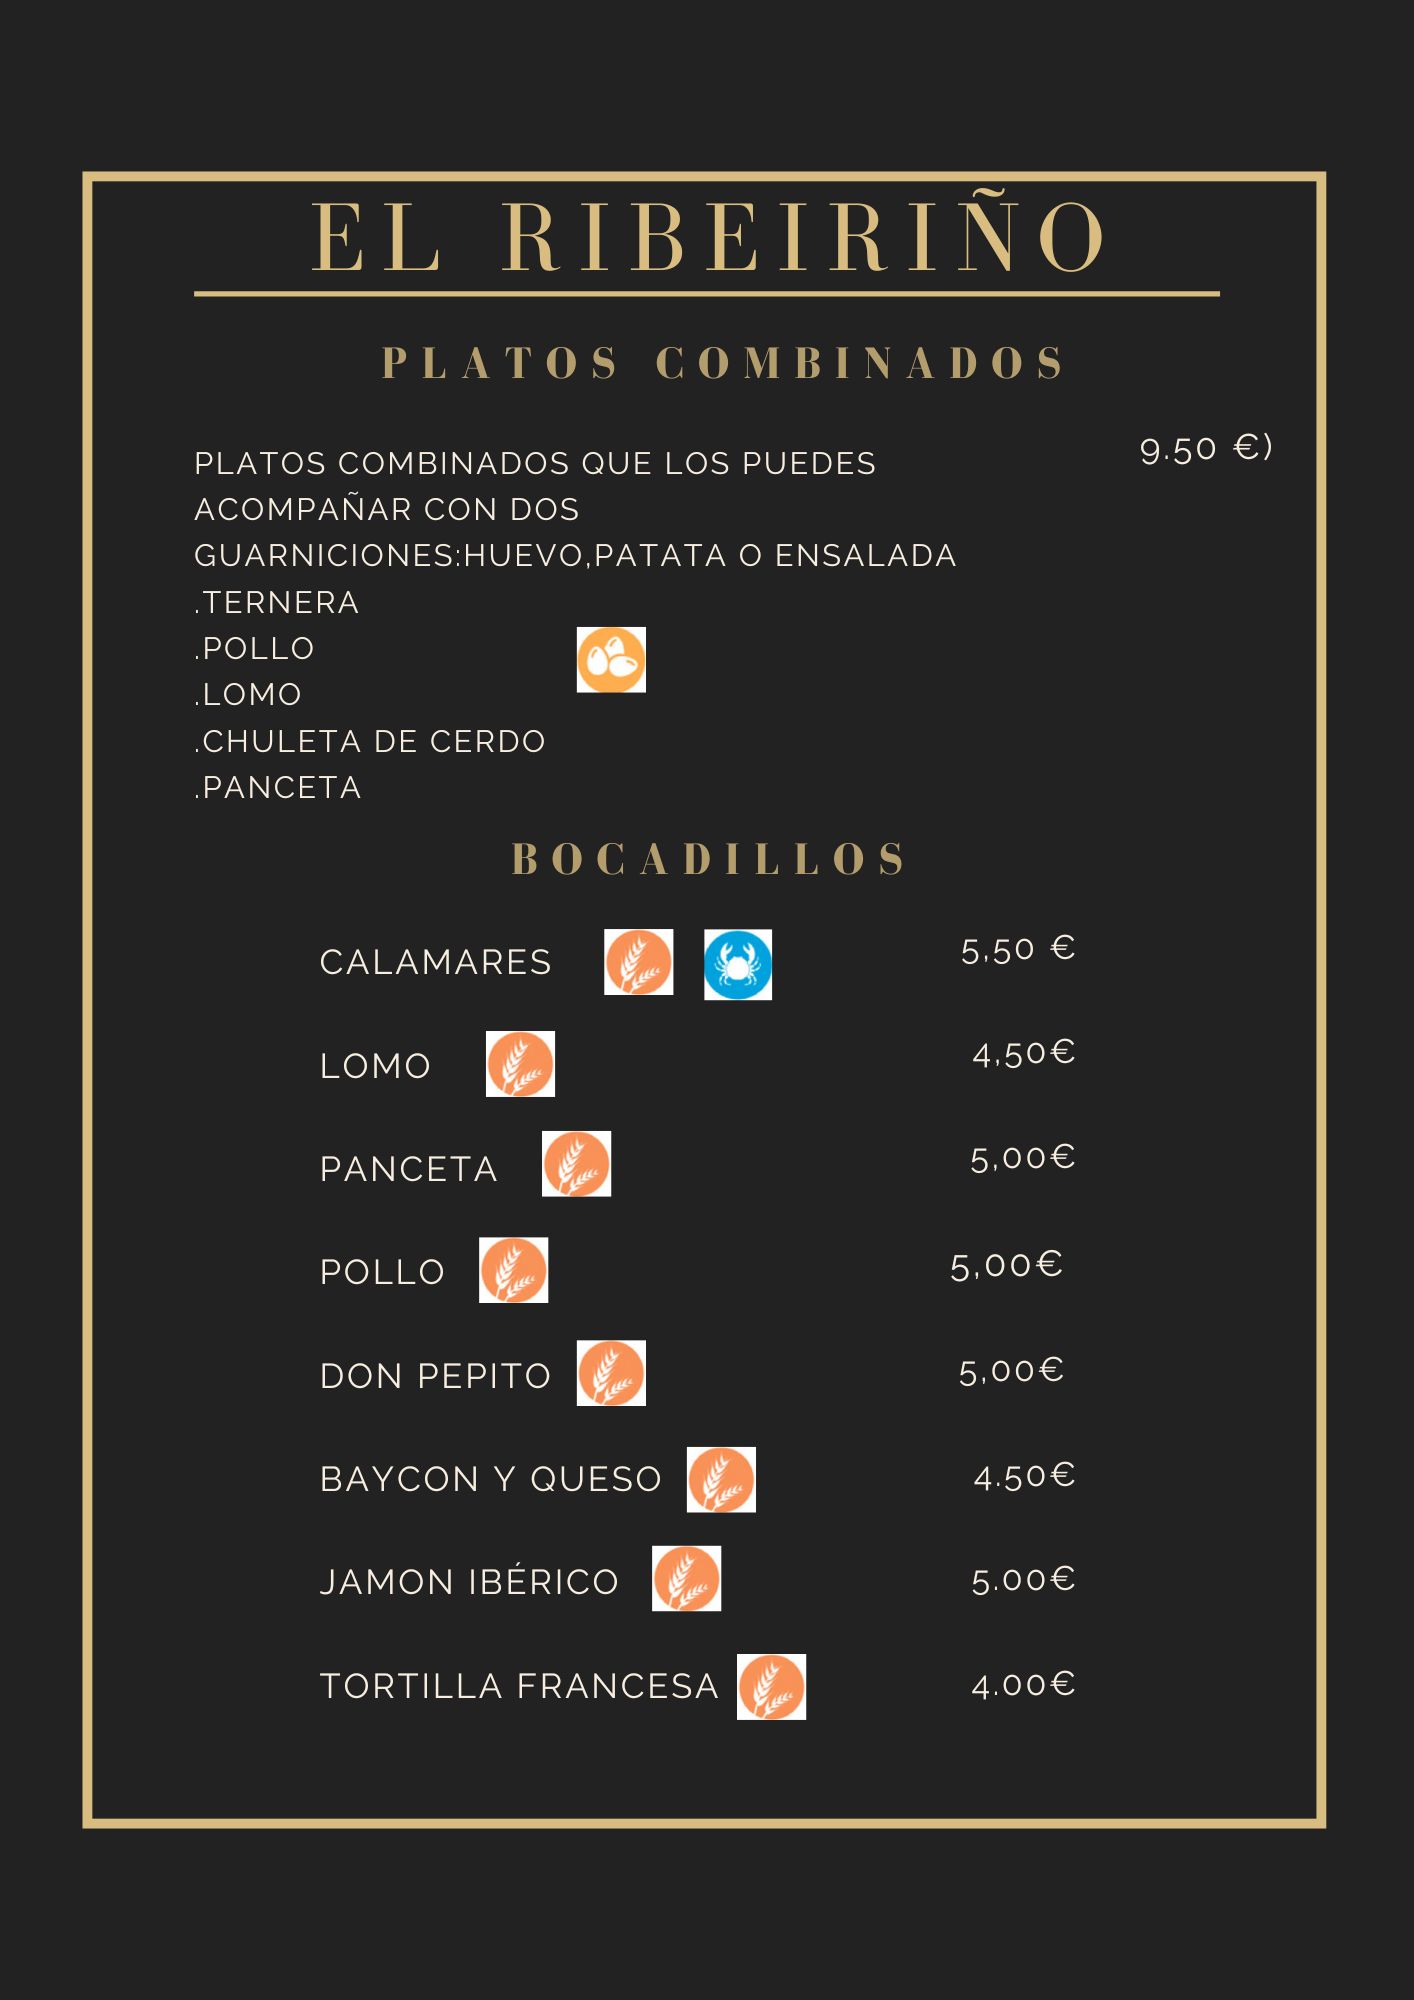 EL RIBEIRIÑO
PLATOS COMBINADOS
PLATOS COMBINADOS QUE LOS PUEDES
9.50 €)
ACOMPAÑAR CON DOS
GUARNICIONES:HUEVO,PATATA O ENSALADA
.TERNERA
.POLLO
.LOMO
.CHULETA DE CERDO
.PANCETA
BOCADILLOS
CALAMARES 5,50 €
LOMO 4,50€
PANCETA 5,00€
POLLO 5,00€
DON PEPITO 5,00€
BAYCON Y QUESO 4.50€
JAMON IBÉRICO 5.00€
TORTILLA FRANCESA 4.00€